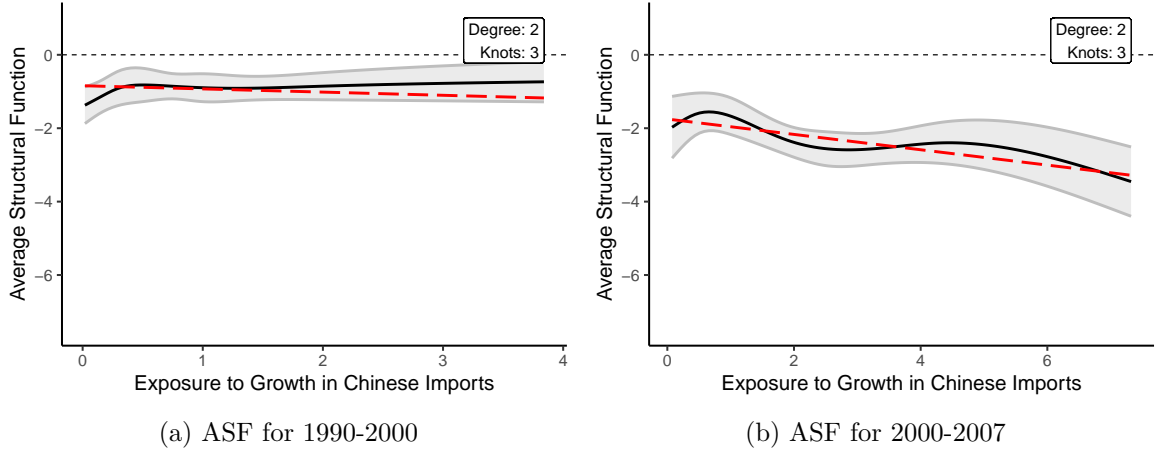 Degree: 2
Knots: 3
Average Structural Function
0
−2
−4
−6
0
1
2
3
4
Exposure to Growth in Chinese Imports
(a) ASF for 1990-2000
Degree: 2
Knots: 3
Average Structural Function
0
−2
−4
−6
0
2
4
6
Exposure to Growth in Chinese Imports
(b) ASF for 2000-2007